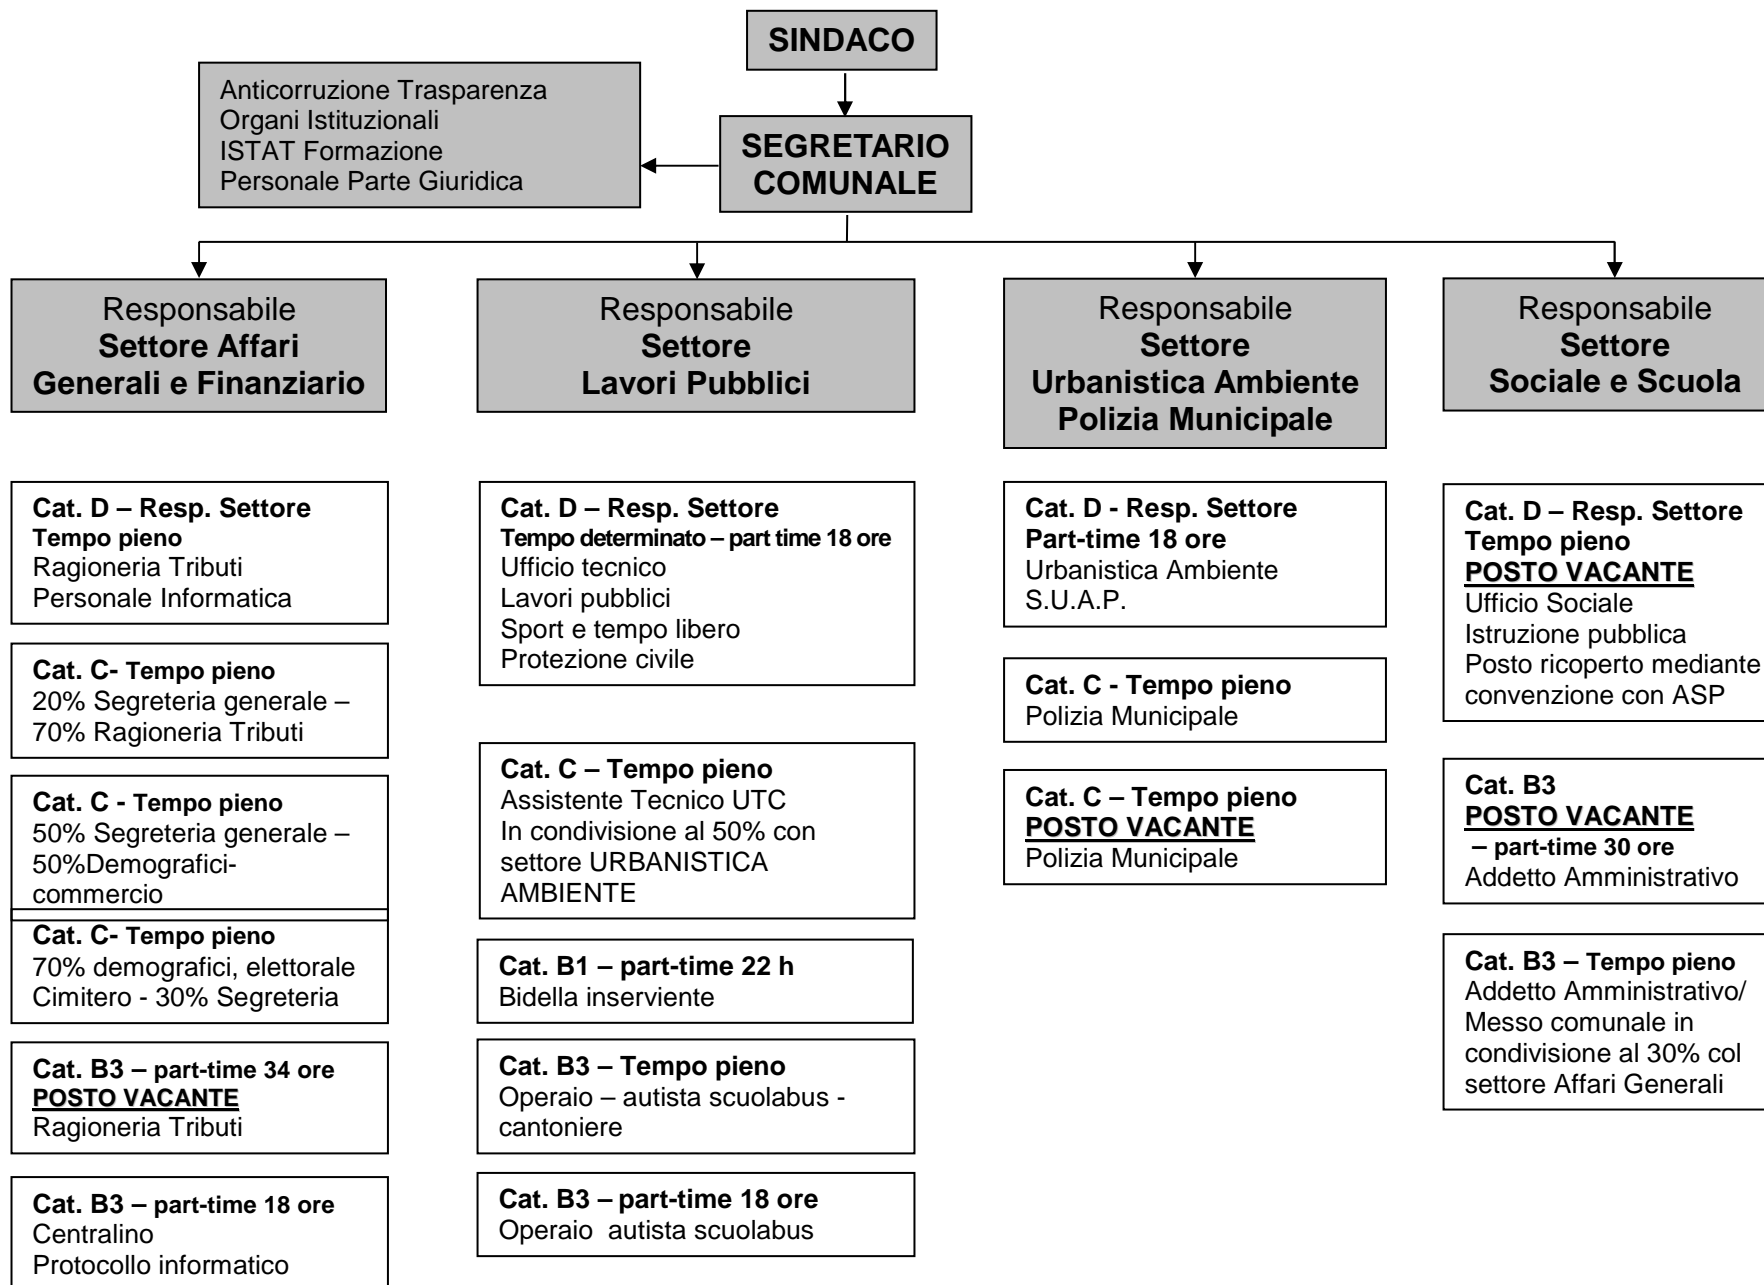 SINDACO
Anticorruzione Trasparenza
Organi Istituzionali
ISTAT Formazione
Personale Parte Giuridica
SEGRETARIO
COMUNALE
Responsabile
Settore Affari
Generali e Finanziario
Responsabile
Settore
Lavori Pubblici
Responsabile
Settore
Urbanistica Ambiente
Polizia Municipale
Responsabile
Settore
Sociale e Scuola
Cat. D – Resp. Settore
Tempo pieno
Ragioneria Tributi
Personale Informatica
Cat. C- Tempo pieno
20% Segreteria generale –
70% Ragioneria Tributi
Cat. C - Tempo pieno
50% Segreteria generale –
50%Demografici-
commercio
Cat. C- Tempo pieno
70% demografici, elettorale
Cimitero - 30% Segreteria
Cat. B3 – part-time 34 ore
POSTO VACANTE
Ragioneria Tributi
Cat. B3 – part-time 18 ore
Centralino
Protocollo informatico
Cat. D – Resp. Settore
Tempo determinato – part time 18 ore
Ufficio tecnico
Lavori pubblici
Sport e tempo libero
Protezione civile
Cat. C – Tempo pieno
Assistente Tecnico UTC
In condivisione al 50% con
settore URBANISTICA
AMBIENTE
Cat. B1 – part-time 22 h
Bidella inserviente
Cat. B3 – Tempo pieno
Operaio – autista scuolabus -
cantoniere
Cat. B3 – part-time 18 ore
Operaio autista scuolabus
Cat. D - Resp. Settore
Part-time 18 ore
Urbanistica Ambiente
S.U.A.P.
Cat. C - Tempo pieno
Polizia Municipale
Cat. C – Tempo pieno
POSTO VACANTE
Polizia Municipale
Cat. D – Resp. Settore
Tempo pieno
POSTO VACANTE
Ufficio Sociale
Istruzione pubblica
Posto ricoperto mediante
convenzione con ASP
Cat. B3
POSTO VACANTE
– part-time 30 ore
Addetto Amministrativo
Cat. B3 – Tempo pieno
Addetto Amministrativo/
Messo comunale in
condivisione al 30% col
settore Affari Generali